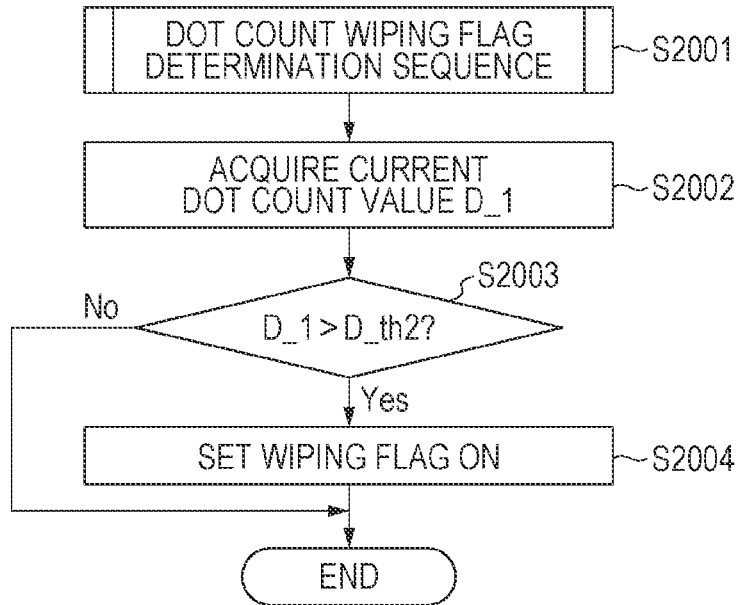 DOT COUNT WIPING FLAG
DETERMINATION SEQUENCE
S2001
ACQUIRE CURRENT
DOT COUNT VALUE D_1
S2002
S2003
No
D_1 > D_th2?
Yes
SET WIPING FLAG ON
S2004
END